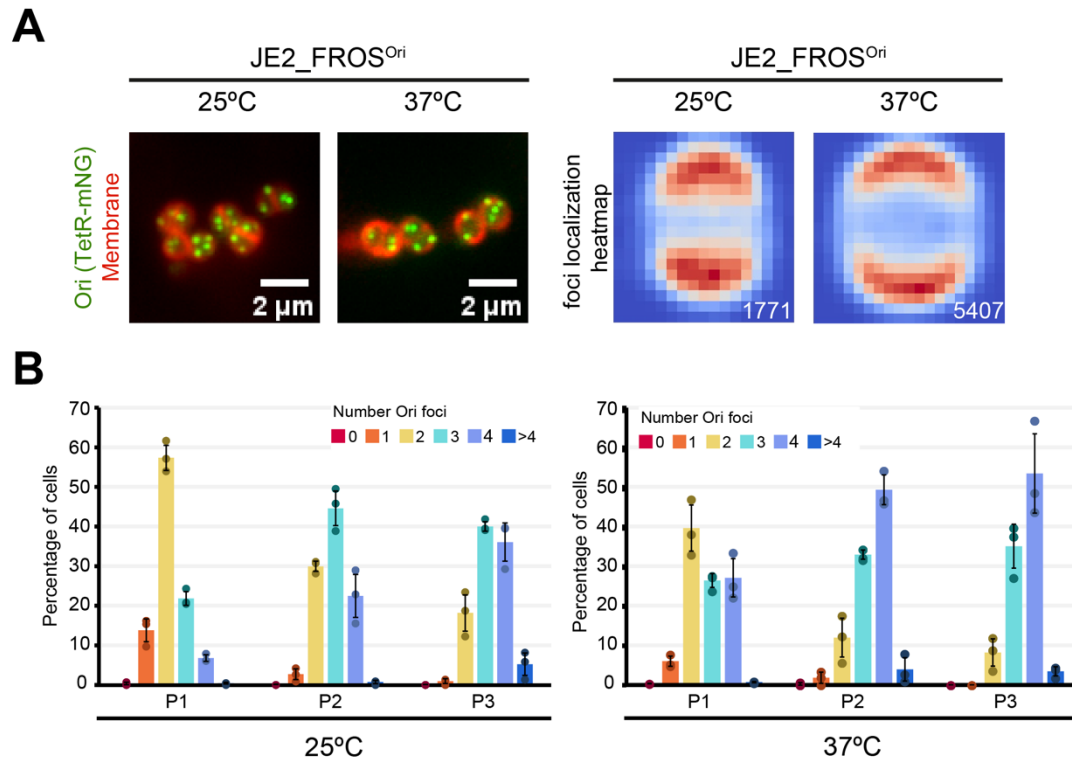 A
JE2_FROSOri
25ºC 37ºC
Ori (TetR-mNG)
Membrane
2 µm
2 µm
JE2_FROSOri
25ºC 37ºC
foci localization
heatmap
1771
5407
B
Percentage of cells
70
60
50
40
30
20
10
0
Number Ori foci
0 1 2 3 4 >4
P1 P2 P3
25ºC
Percentage of cells
70
60
50
40
30
20
10
0
Number Ori foci
0 1 2 3 4 >4
P1 P2 P3
37ºC